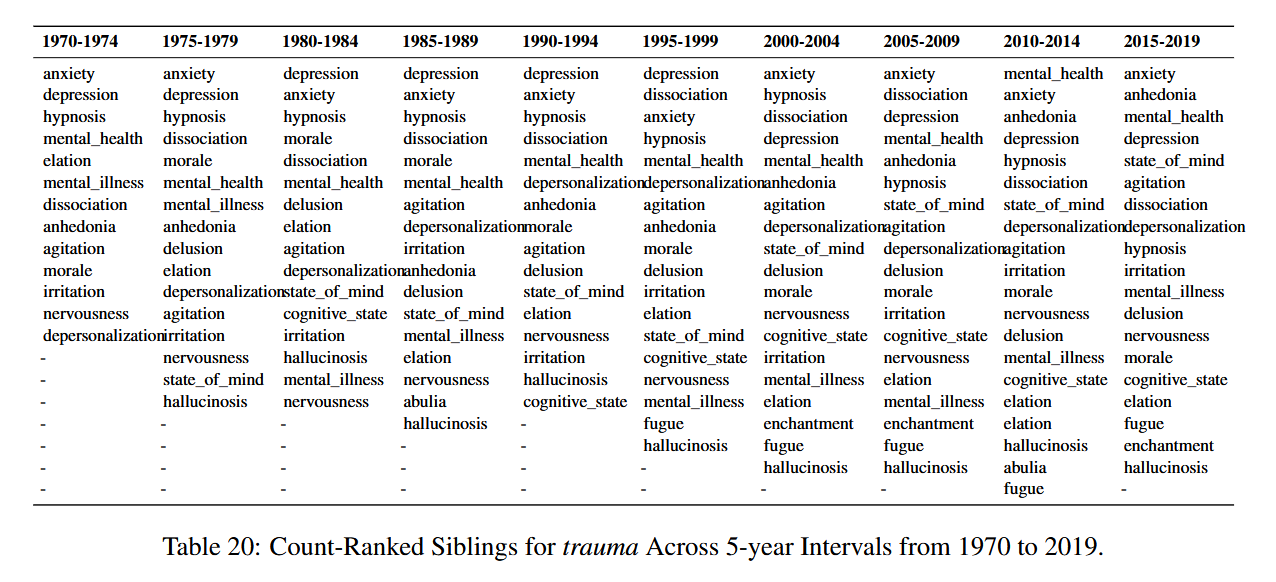 1970-1974 1975-1979 1980-1984 1985-1989 1990-1994 1995-1999 2000-2004 2005-2009 2010-2014 2015-2019
anxiety anxiety depression depression depression depression anxiety anxiety mental_health anxiety
depression depression anxiety anxiety anxiety dissociation hypnosis dissociation anxiety anhedonia
hypnosis hypnosis hypnosis hypnosis hypnosis anxiety dissociation depression anhedonia mental_health
mental_health dissociation morale dissociation dissociation hypnosis depression mental_health depression depression
elation morale dissociation morale mental_health mental_health mental_health anhedonia hypnosis state_of_mind
mental_illness mental_health mental_health mental_health depersonalization depersonalization anhedonia hypnosis dissociation agitation
dissociation mental_illness delusion agitation anhedonia agitation agitation state_of_mind state_of_mind dissociation
anhedonia anhedonia elation depersonalization morale anhedonia depersonalization agitation depersonalization depersonalization
agitation delusion agitation irritation agitation morale state_of_mind depersonalization agitation hypnosis
morale elation depersonalization anhedonia delusion delusion delusion delusion irritation irritation
irritation depersonalization state_of_mind delusion state_of_mind irritation morale morale morale mental_illness
nervousness agitation cognitive_state state_of_mind elation elation nervousness irritation nervousness delusion
depersonalization irritation irritation mental_illness nervousness state_of_mind cognitive_state cognitive_state delusion nervousness
- nervousness hallucinosis elation irritation cognitive_state irritation nervousness mental_illness morale
- state_of_mind mental_illness nervousness hallucinosis nervousness mental_illness elation cognitive_state cognitive_state
- hallucinosis nervousness abulia cognitive_state mental_illness elation mental_illness elation elation
- - - hallucinosis - fugue enchantment enchantment elation fugue
- - - - - hallucinosis fugue fugue hallucinosis enchantment
- - - - - - hallucinosis hallucinosis abulia hallucinosis
- - - - - - - - fugue -
Table 20: Count-Ranked Siblings for trauma Across 5-year Intervals from 1970 to 2019.